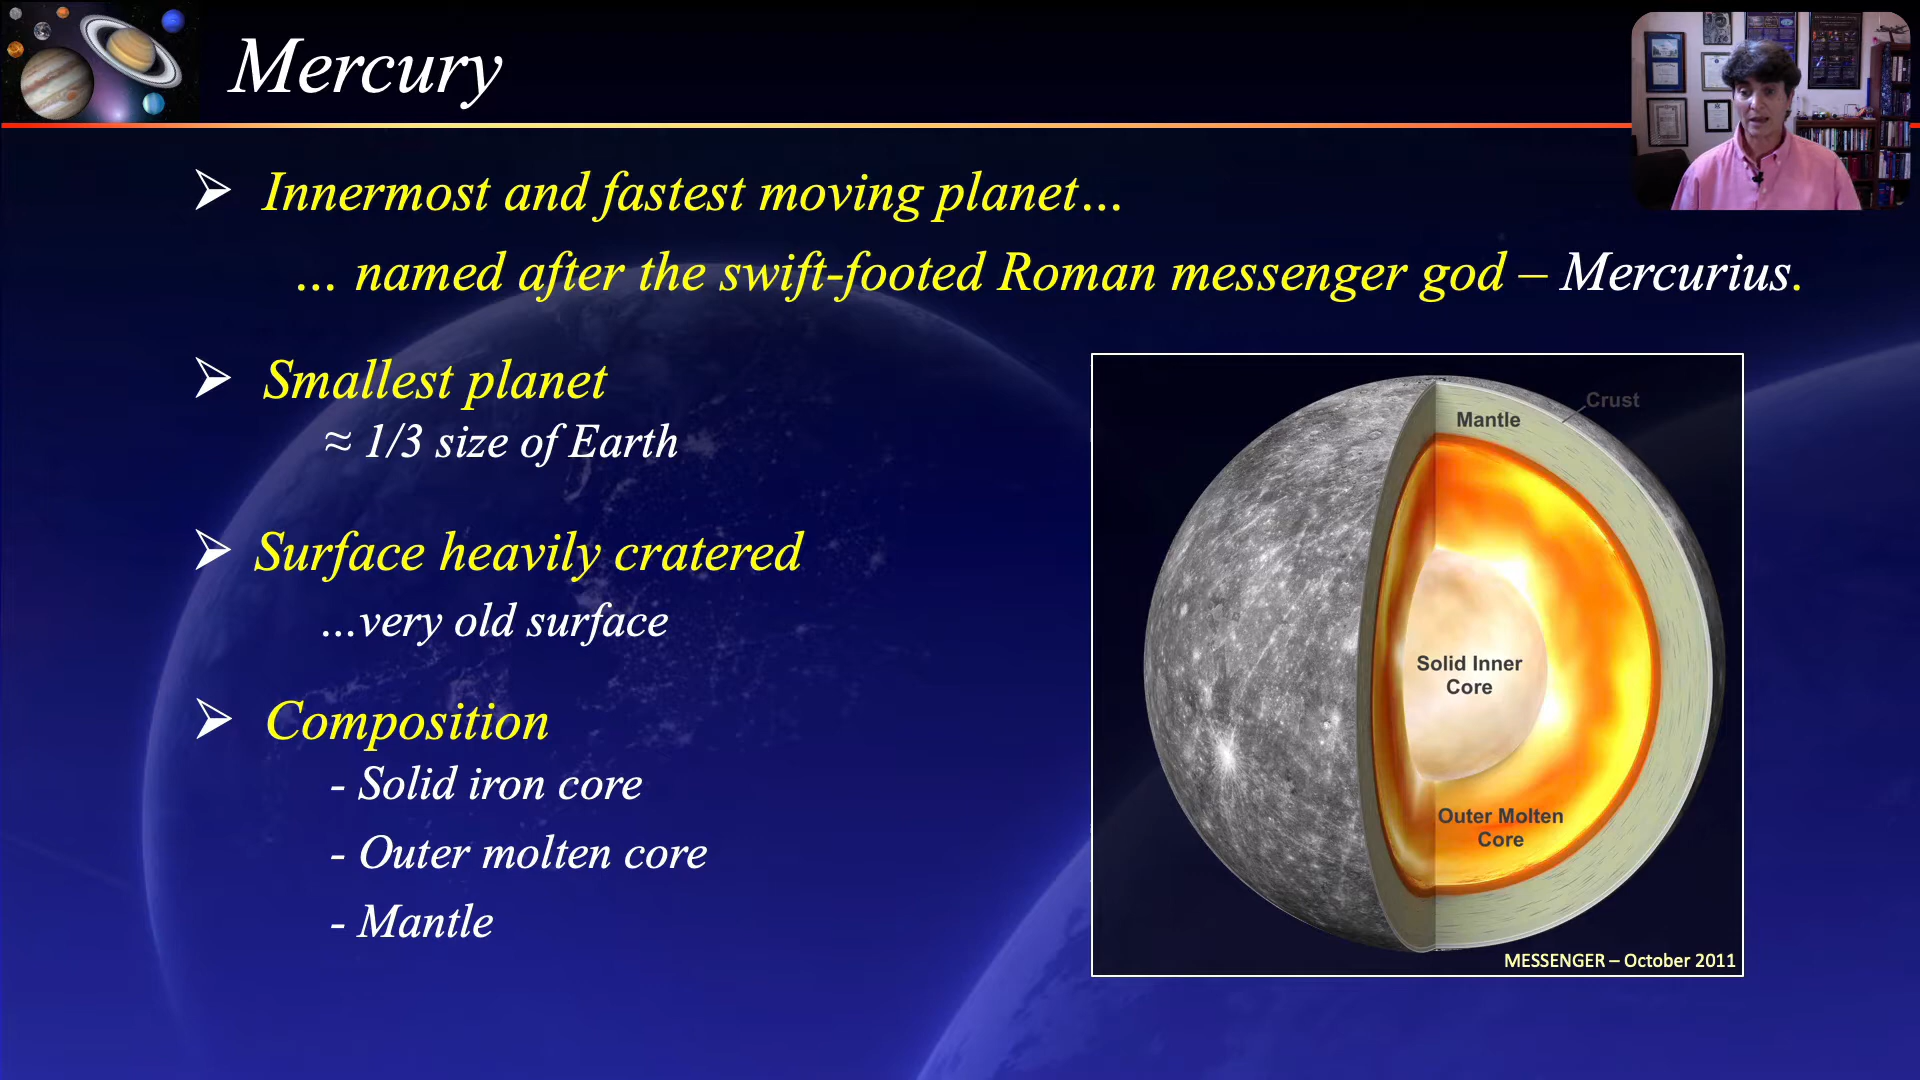 Mercury
➢ Innermost and fastest moving planet…
… named after the swift-footed Roman messenger god – Mercurius.
➢ Smallest planet
≈ 1/3 size of Earth
➢ Surface heavily cratered
…very old surface
➢ Composition
- Solid iron core
- Outer molten core
- Mantle
Crust
Mantle
Solid Inner
Core
Outer Molten
Core
MESSENGER – October 2011